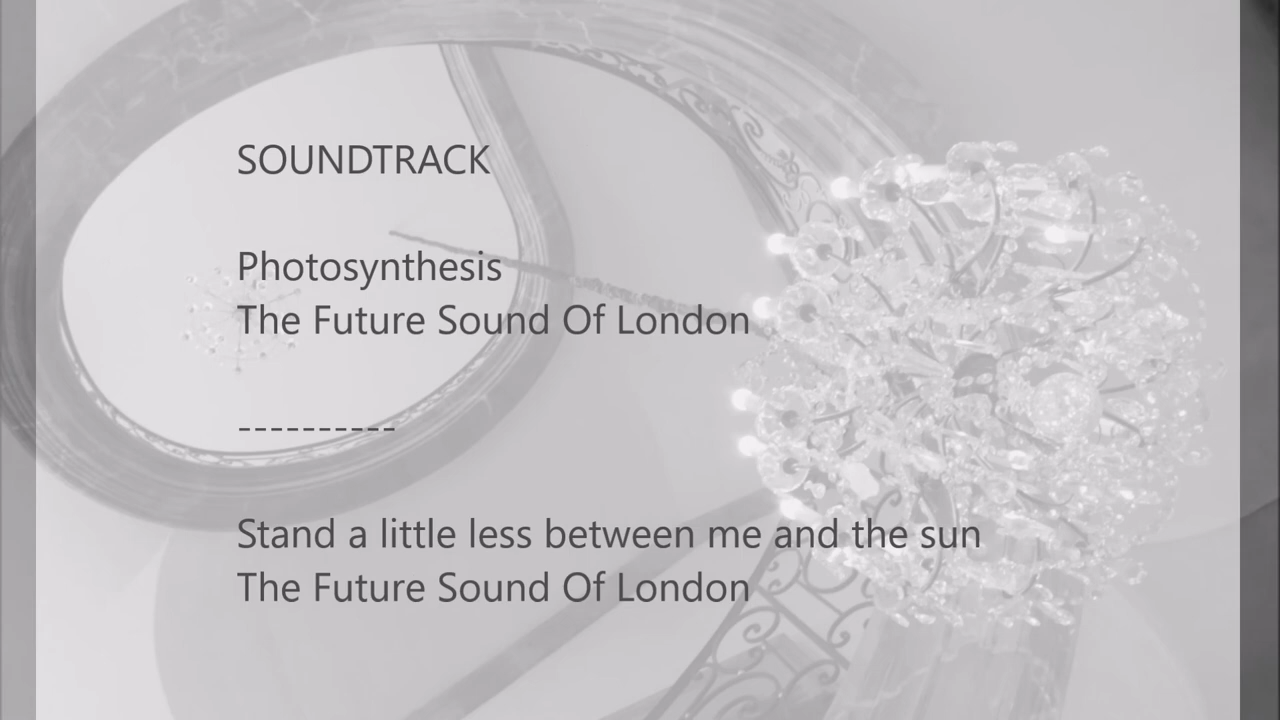 SOUNDTRACK
Photosynthesis
The Future Sound Of London
----------
Stand a little less between me and the sun
The Future Sound Of London